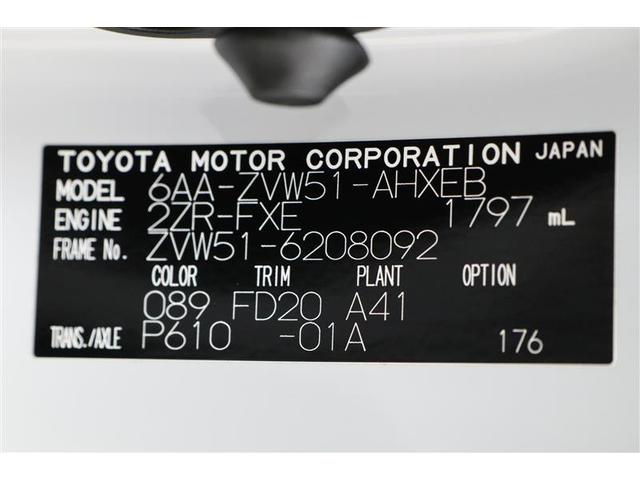 TOYOTA MOTOR CORPORATION JAPAN
MODEL 6AA-ZVW51-AHXEB
ENGINE 2ZR-FXE 1797 mL
FRAME No. ZVW51-6208092
COLOR TRIM PLANT OPTION
089 FD20 A41
TRANS./AXLE P610 -01A 176